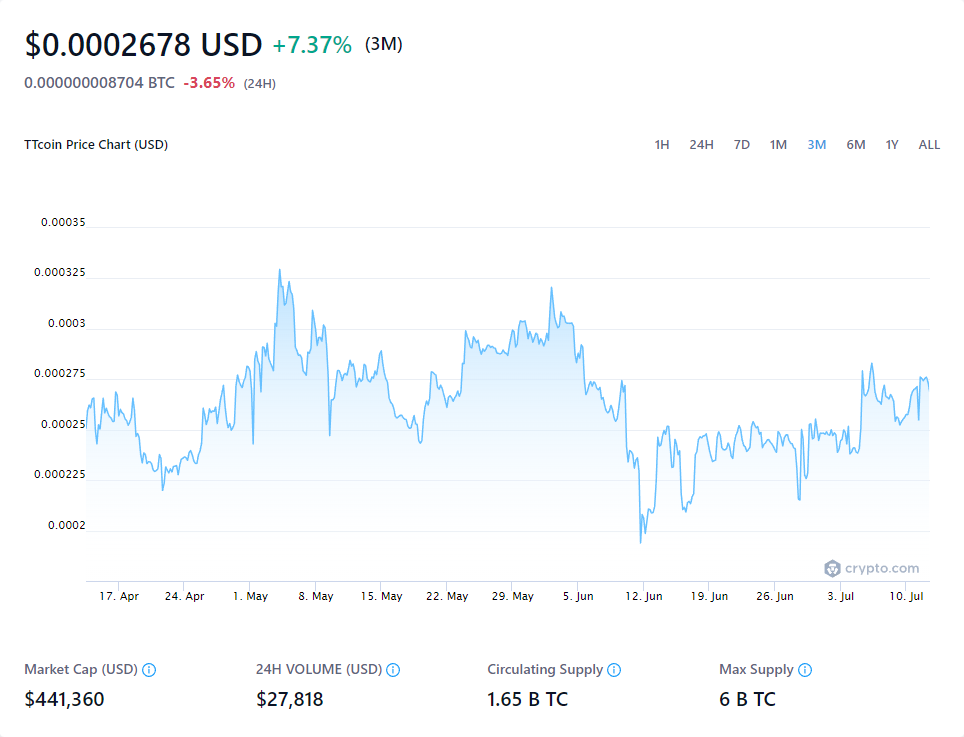 $0.0002678 USD +7.37% (3M)
0.000000008704 BTC -3.65% (24H)
TTcoin Price Chart (USD) 1H 24H 7D 1M 3M 6M 1Y ALL
0.00035
0.000325
0.0003
0.000275
0.00025
0.000225
0.0002
crypto.com
17. Apr 24. Apr 1. May 8. May 15. May 22. May 29. May 5. Jun 12. Jun 19. Jun 26. Jun 3. Jul 10. Jul
Market Cap (USD) 24H VOLUME (USD) Circulating Supply Max Supply
$441,360 $27,818 1.65 B TC 6 B TC